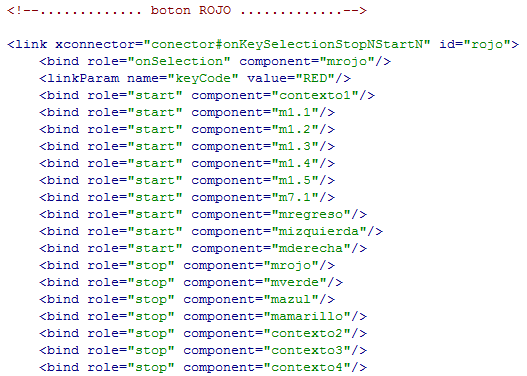 <!--............. boton ROJO .............-->
<link xconnector="conector#onKeySelectionStopNStartN" id="rojo">
<bind role="onSelection" component="mrojo"/>
<linkParam name="keyCode" value="RED"/>
<bind role="start" component="contexto1"/>
<bind role="start" component="m1.1"/>
<bind role="start" component="m1.2"/>
<bind role="start" component="m1.3"/>
<bind role="start" component="m1.4"/>
<bind role="start" component="m1.5"/>
<bind role="start" component="m7.1"/>
<bind role="start" component="mregreso"/>
<bind role="start" component="mizquierda"/>
<bind role="start" component="mderecha"/>
<bind role="stop" component="mrojo"/>
<bind role="stop" component="mverde"/>
<bind role="stop" component="mazul"/>
<bind role="stop" component="mamarillo"/>
<bind role="stop" component="contexto2"/>
<bind role="stop" component="contexto3"/>
<bind role="stop" component="contexto4"/>